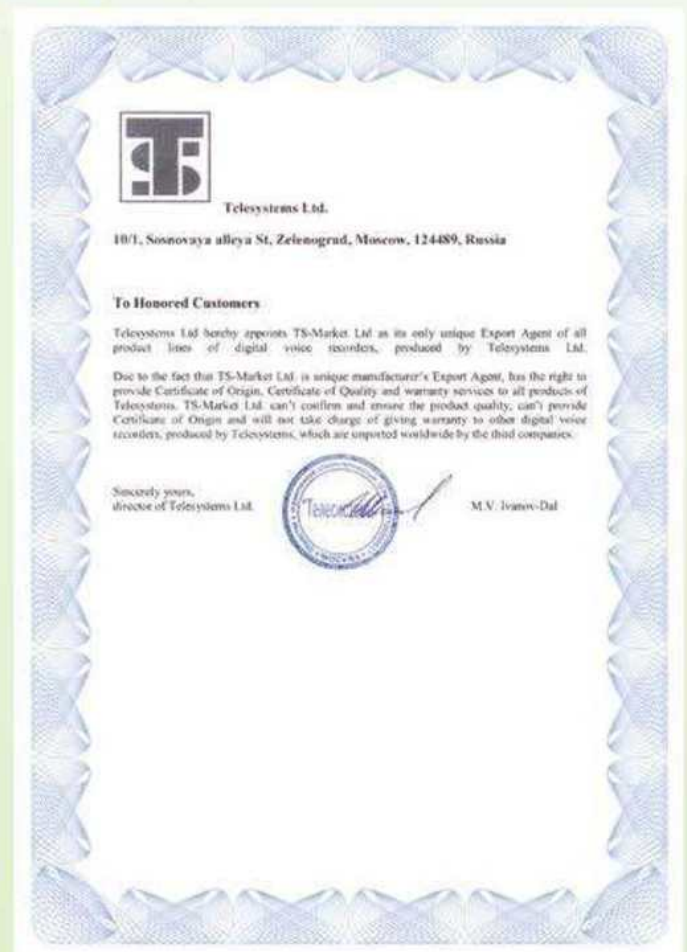 TS
Telesystems Ltd.
10/1, Sosnovaya alleya St, Zelenograd, Moscow, 124489, Russia
To Honored Customers
Telesystems Ltd hereby appoints TS-Market Ltd as its only unique Export Agent of all
product lines of digital voice recorders, produced by Telesystems Ltd.
Due to the fact that TS-Market Ltd. is unique manufacturer's Export Agent, has the right to
provide Certificate of Origin, Certificate of Quality and warranty services to all products of
Telesystems. TS-Market Ltd. can't confirm and ensure the product quality, can't provide
Certificate of Origin and will not take charge of giving warranty to other digital voice
recorders, produced by Telesystems, which are imported worldwide by the third companies.
Sincerely yours,
director of Telesystems Ltd.
M.V. Ivanov-Dal
МОСКВА